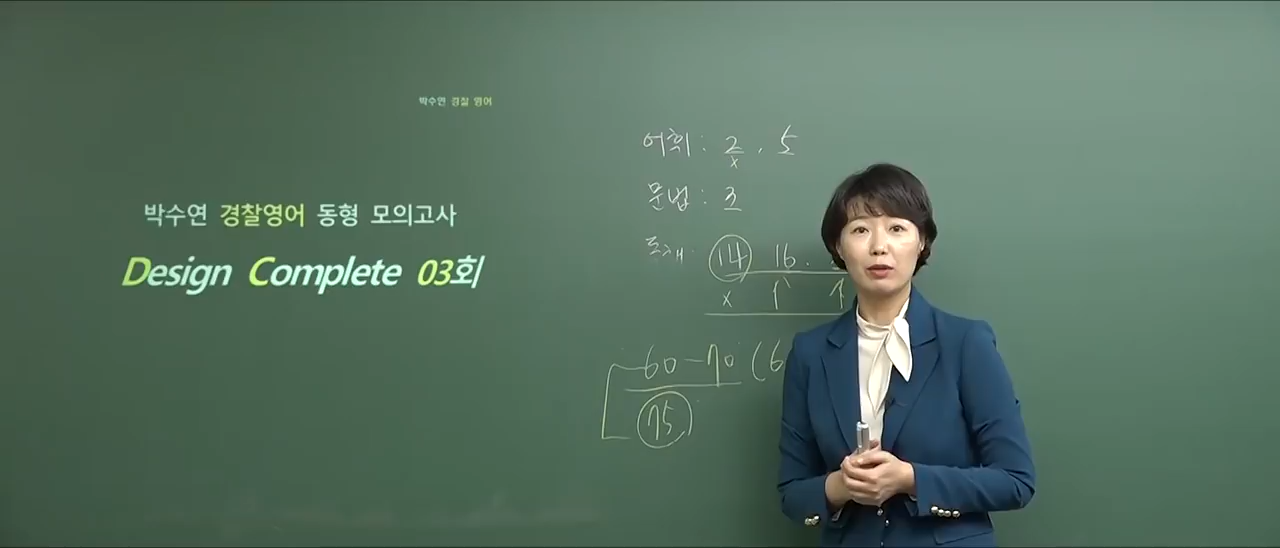 박수연 경찰 영어
박수연 경찰영어 동형 모의고사
Design Complete 03회
어휘 : 2 , 5
x
문법 : 3
독해 : 14 16 .
x ↑ ↑
60 - 70 (6
75